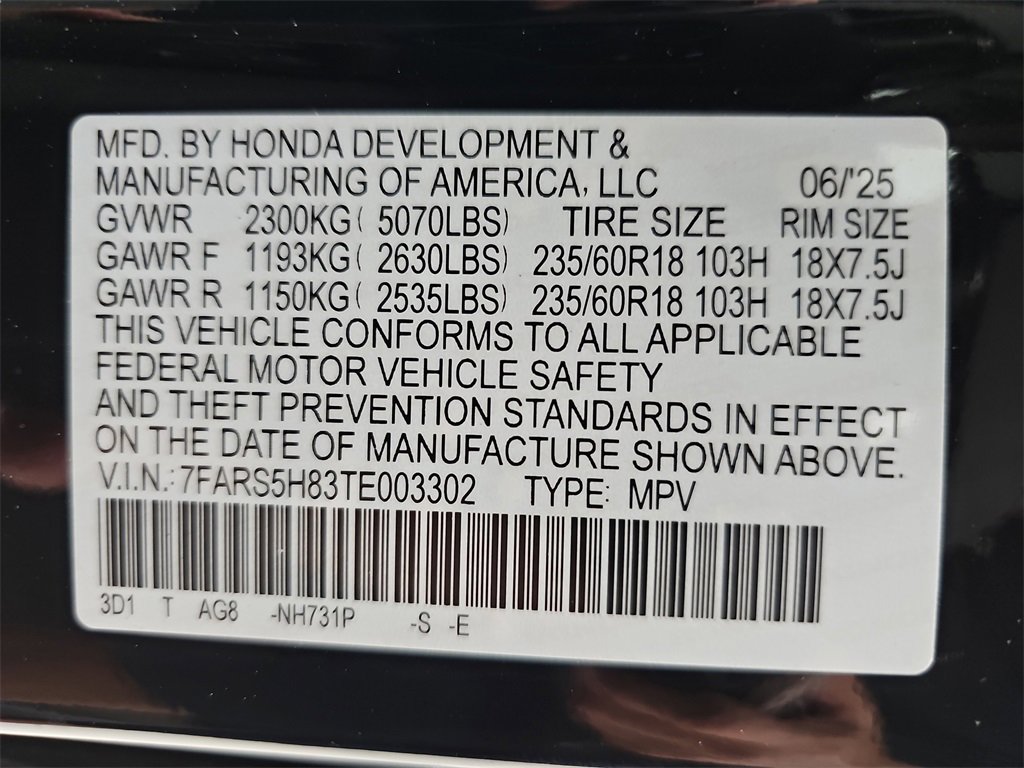 MFD. BY HONDA DEVELOPMENT &
MANUFACTURING OF AMERICA, LLC 06/'25
GVWR 2300KG( 5070LBS) TIRE SIZE RIM SIZE
GAWR F 1193KG( 2630LBS) 235/60R18 103H 18X7.5J
GAWR R 1150KG( 2535LBS) 235/60R18 103H 18X7.5J
THIS VEHICLE CONFORMS TO ALL APPLICABLE
FEDERAL MOTOR VEHICLE SAFETY
AND THEFT PREVENTION STANDARDS IN EFFECT
ON THE DATE OF MANUFACTURE SHOWN ABOVE.
V.I.N.: 7FARS5H83TE003302 TYPE: MPV
3D1 T AG8 -NH731P -S -E